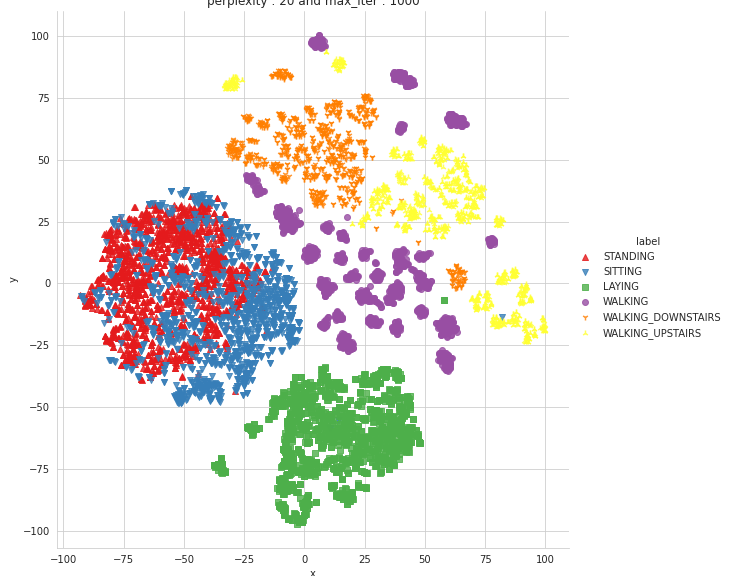 perplexity : 20 and max_iter : 1000
100
75
50
25
0
−25
−50
−75
−100
y
−100
−75
−50
−25
0
25
50
75
100
x
label
STANDING
SITTING
LAYING
WALKING
WALKING_DOWNSTAIRS
WALKING_UPSTAIRS